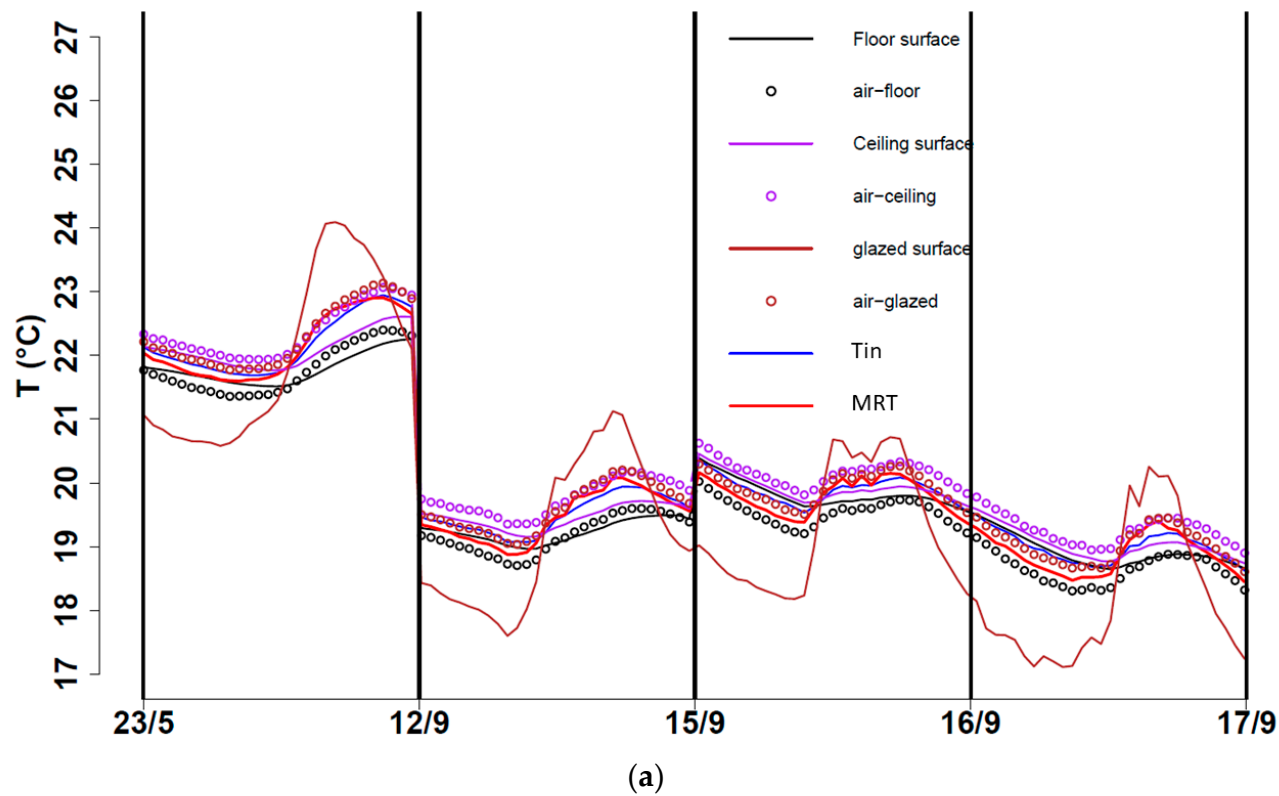 T (°C)
27
26
25
24
23
22
21
20
19
18
17
Floor surface
air−floor
Ceiling surface
air−ceiling
glazed surface
air−glazed
Tin
MRT
23/5 12/9 15/9 16/9 17/9
(a)